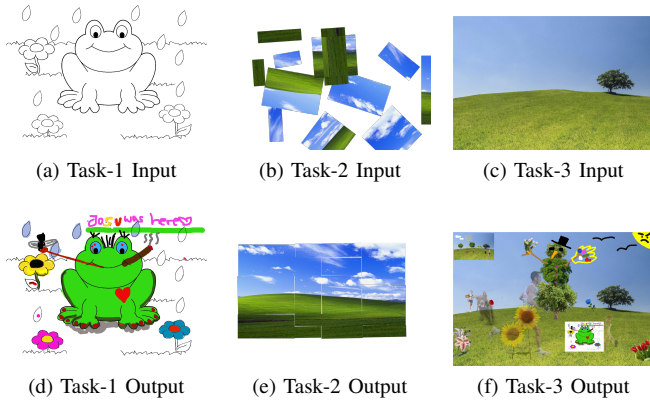 (a) Task-1 Input
(b) Task-2 Input
(c) Task-3 Input
Josu was here
(d) Task-1 Output
(e) Task-2 Output
(f) Task-3 Output